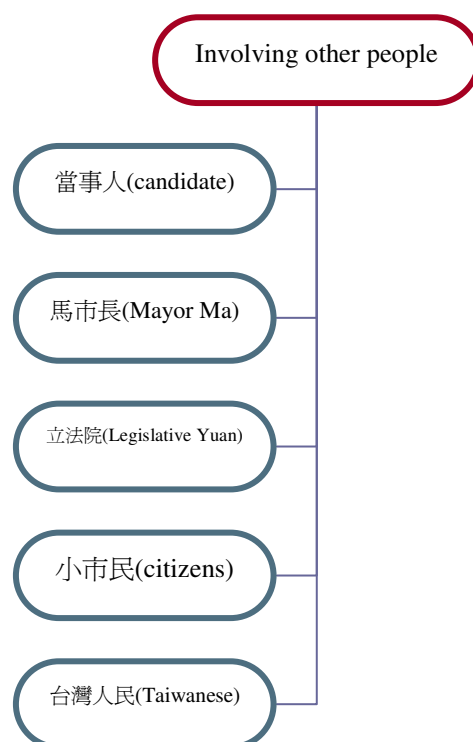 Involving other people
當事人(candidate)
馬市長(Mayor Ma)
立法院(Legislative Yuan)
小市民(citizens)
台灣人民(Taiwanese)